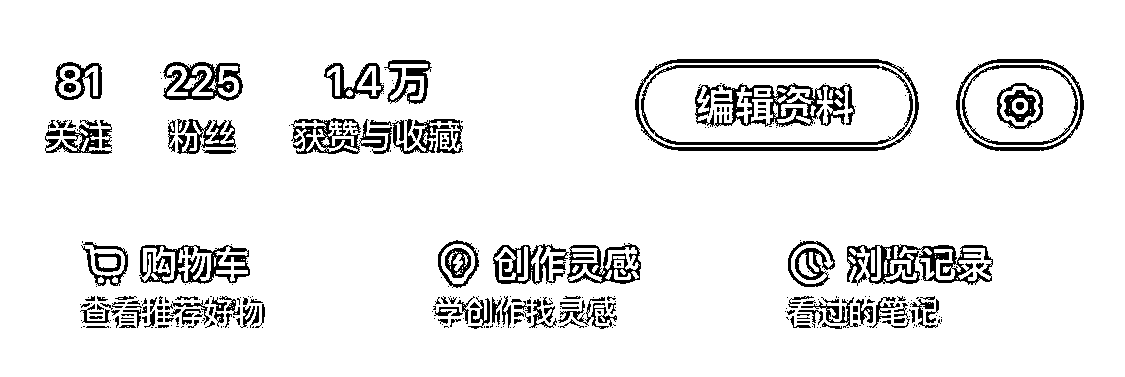 81 225 1.4万 编辑资料
关注 粉丝 获赞与收藏
购物车 创作灵感 浏览记录
查看推荐好物 学创作找灵感 看过的笔记